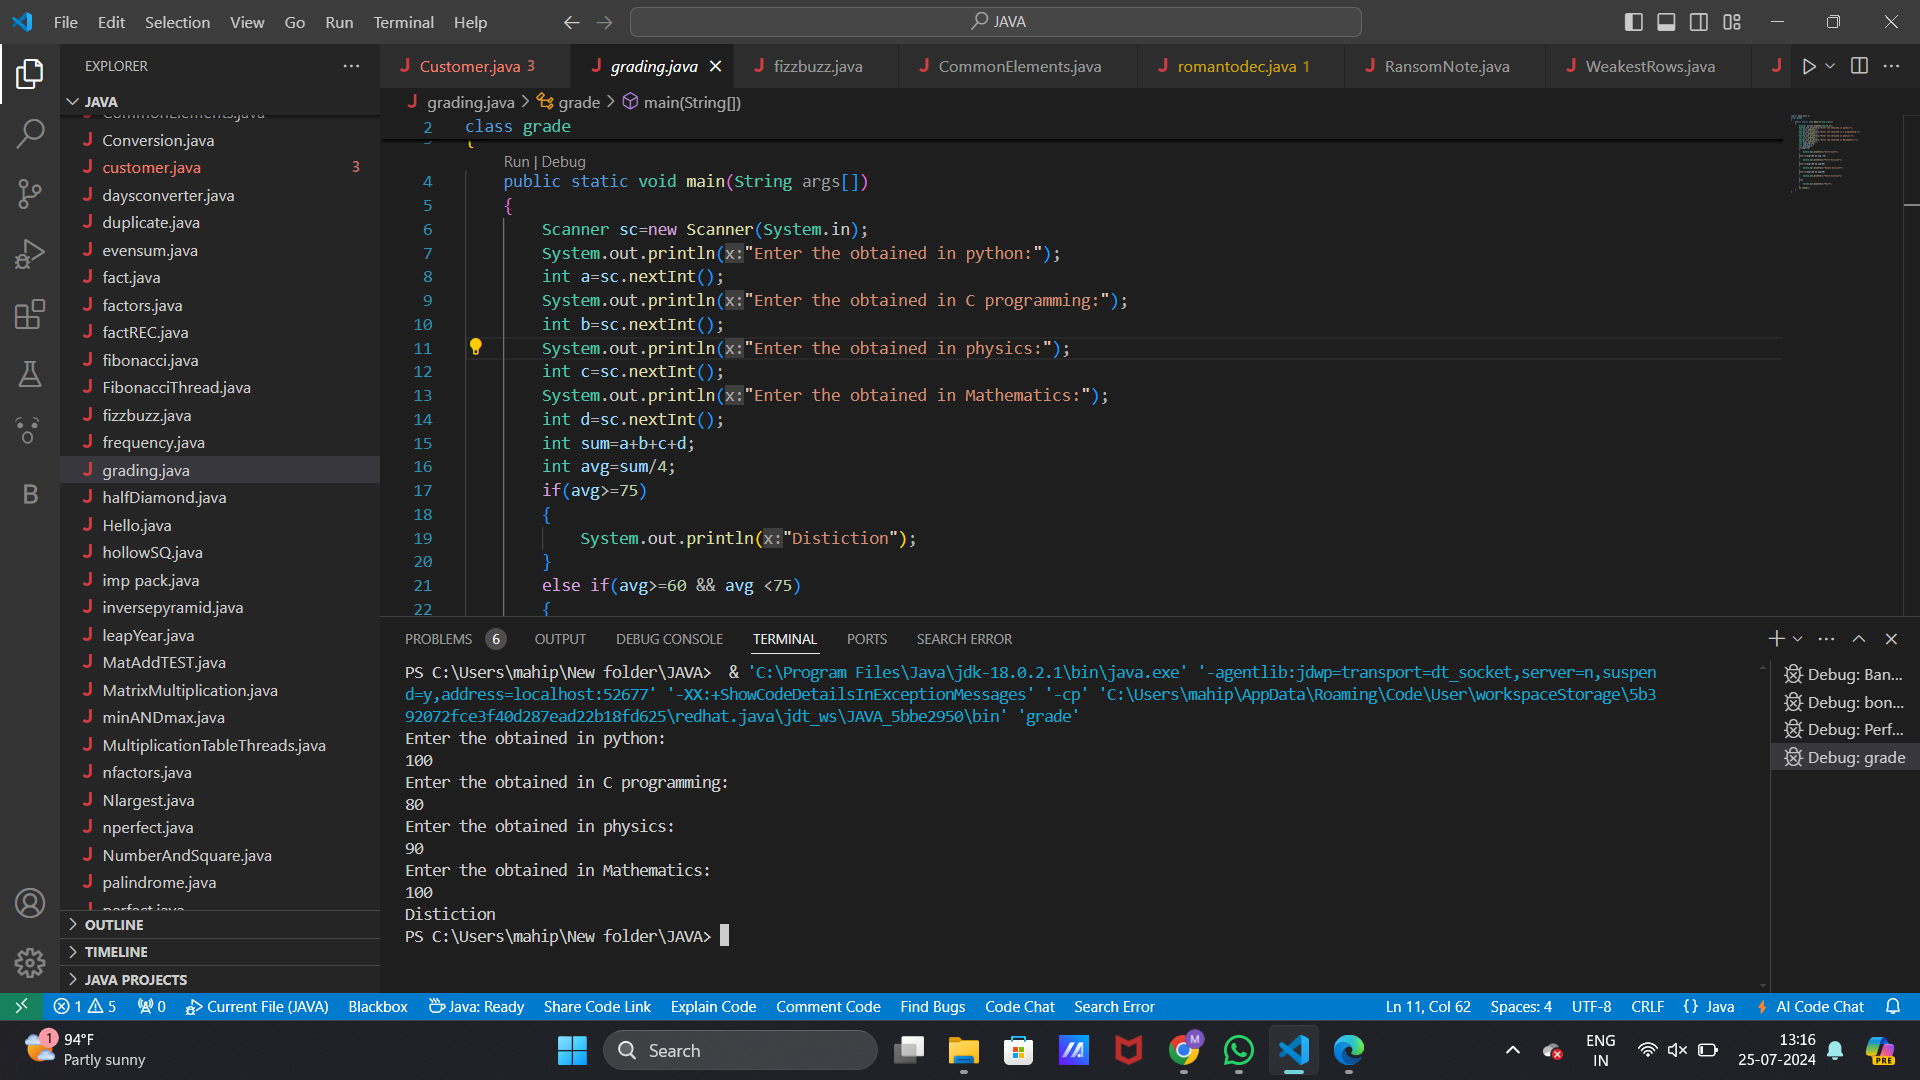 File Edit Selection View Go Run Terminal Help
JAVA
EXPLORER
JAVA
CommonElements.java
Conversion.java
customer.java 3
daysconverter.java
duplicate.java
evensum.java
fact.java
factors.java
factREC.java
fibonacci.java
FibonacciThread.java
fizzbuzz.java
frequency.java
grading.java
halfDiamond.java
Hello.java
hollowSQ.java
imp pack.java
inversepyramid.java
leapYear.java
MatAddTEST.java
MatrixMultiplication.java
minANDmax.java
MultiplicationTableThreads.java
nfactors.java
Nlargest.java
nperfect.java
NumberAndSquare.java
palindrome.java
perfect.java
OUTLINE
TIMELINE
JAVA PROJECTS
Customer.java 3
grading.java
fizzbuzz.java
CommonElements.java
romantodec.java 1
RansomNote.java
WeakestRows.java
grading.java > grade > main(String[])
2 class grade
3 {
Run | Debug
4 public static void main(String args[])
5 {
6 Scanner sc=new Scanner(System.in);
7 System.out.println(x:"Enter the obtained in python:");
8 int a=sc.nextInt();
9 System.out.println(x:"Enter the obtained in C programming:");
10 int b=sc.nextInt();
11 System.out.println(x:"Enter the obtained in physics:");
12 int c=sc.nextInt();
13 System.out.println(x:"Enter the obtained in Mathematics:");
14 int d=sc.nextInt();
15 int sum=a+b+c+d;
16 int avg=sum/4;
17 if(avg>=75)
18 {
19 System.out.println(x:"Distiction");
20 }
21 else if(avg>=60 && avg <75)
22 {
PROBLEMS 6 OUTPUT DEBUG CONSOLE TERMINAL PORTS SEARCH ERROR
PS C:\Users\mahip\New folder\JAVA>  & 'C:\Program Files\Java\jdk-18.0.2.1\bin\java.exe' '-agentlib:jdwp=transport=dt_socket,server=n,suspen
d=y,address=localhost:52677' '-XX:+ShowCodeDetailsInExceptionMessages' '-cp' 'C:\Users\mahip\AppData\Roaming\Code\User\workspaceStorage\5b3
92072fce3f40d287ead22b18fd625\redhat.java\jdt_ws\JAVA_5bbe2950\bin' 'grade'
Enter the obtained in python:
100
Enter the obtained in C programming:
80
Enter the obtained in physics:
90
Enter the obtained in Mathematics:
100
Distiction
PS C:\Users\mahip\New folder\JAVA>
Debug: Ban...
Debug: bon...
Debug: Perf...
Debug: grade
1 5 0 Current File (JAVA) Blackbox Java: Ready Share Code Link Explain Code Comment Code Find Bugs Code Chat Search Error Ln 11, Col 62 Spaces: 4 UTF-8 CRLF {} Java AI Code Chat
1
94°F
Partly sunny
Search
M
ENG
IN
13:16
25-07-2024
PRE